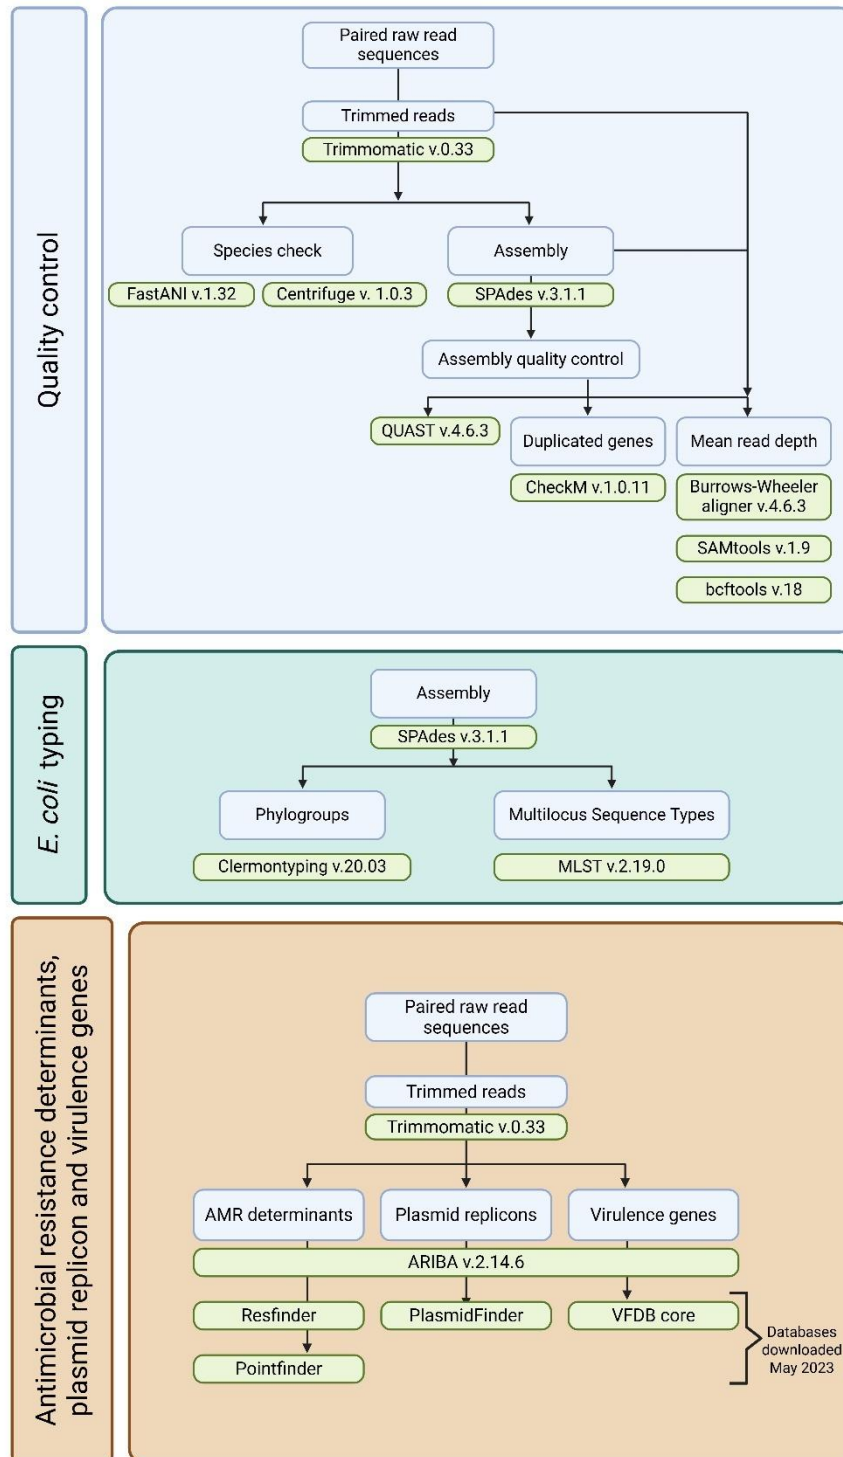 Quality control
Paired raw read
sequences
Trimmed reads
Trimmomatic v.0.33
Species check
Assembly
FastANI v.1.32
Centrifuge v. 1.0.3
SPAdes v.3.1.1
Assembly quality control
QUAST v.4.6.3
Duplicated genes
Mean read depth
CheckM v.1.0.11
Burrows-Wheeler
aligner v.4.6.3
SAMtools v.1.9
bcftools v.18
E. coli typing
Assembly
SPAdes v.3.1.1
Phylogroups
Multilocus Sequence Types
Clermontyping v.20.03
MLST v.2.19.0
Antimicrobial resistance determinants,
plasmid replicon and virulence genes
Paired raw read
sequences
Trimmed reads
Trimmomatic v.0.33
AMR determinants
Plasmid replicons
Virulence genes
ARIBA v.2.14.6
Resfinder
PlasmidFinder
VFDB core
Pointfinder
Databases
downloaded
May 2023